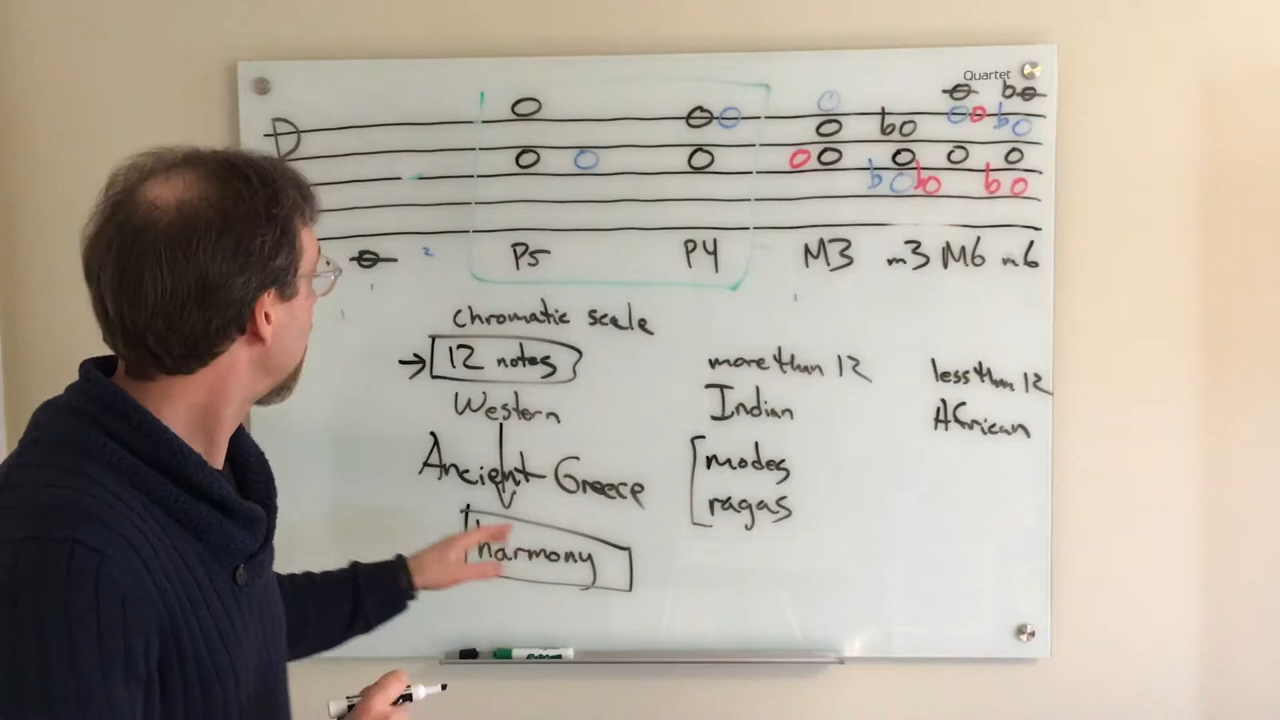 Quartet
P5 P4 M3 m3 M6 m6
chromatic scale
→ 12 notes
Western
Ancient Greece
harmony
more than 12
Indian
modes
ragas
less than 12
African